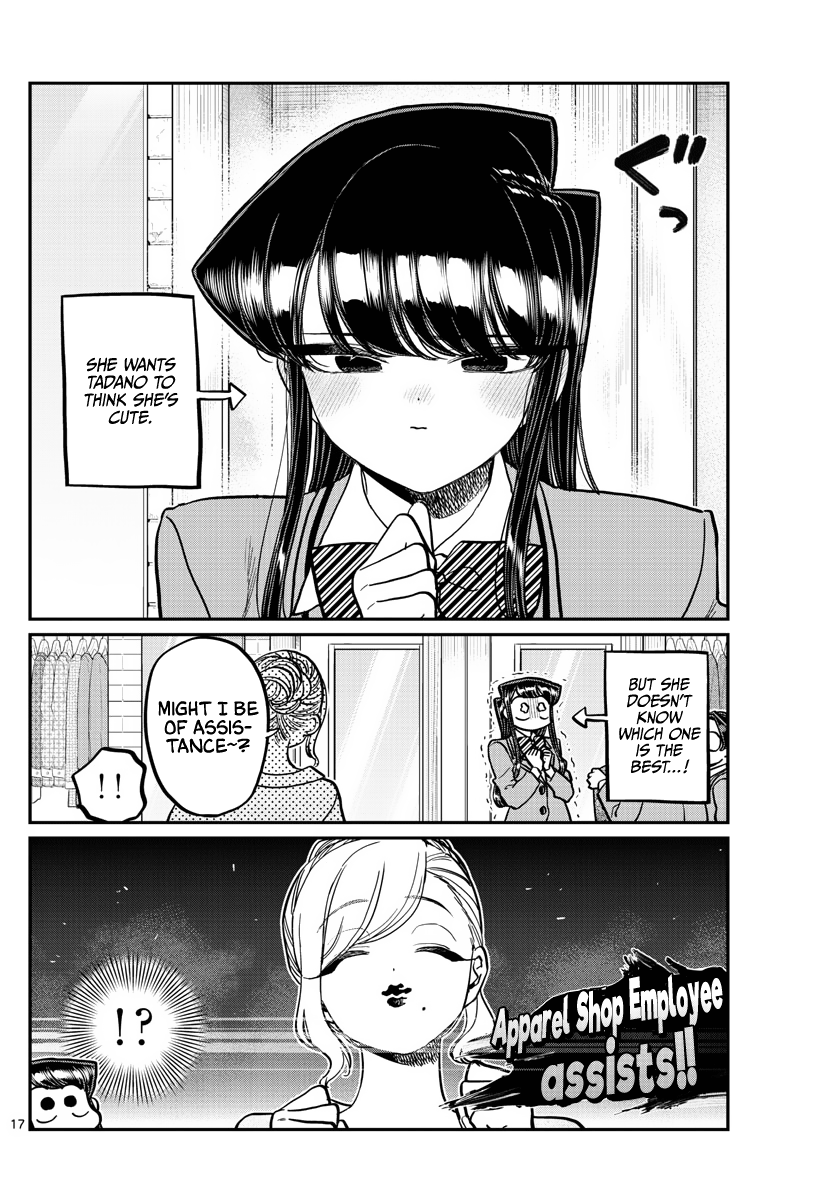 ぐっ
SHE WANTS
TADANO TO
THINK SHE'S
CUTE.
BUT SHE
DOESN'T
KNOW
WHICH ONE
IS THE
BEST...!
MIGHT I BE
OF ASSIS-
TANCE~?
!!
!?
Apparel Shop Employee
assists!!
17